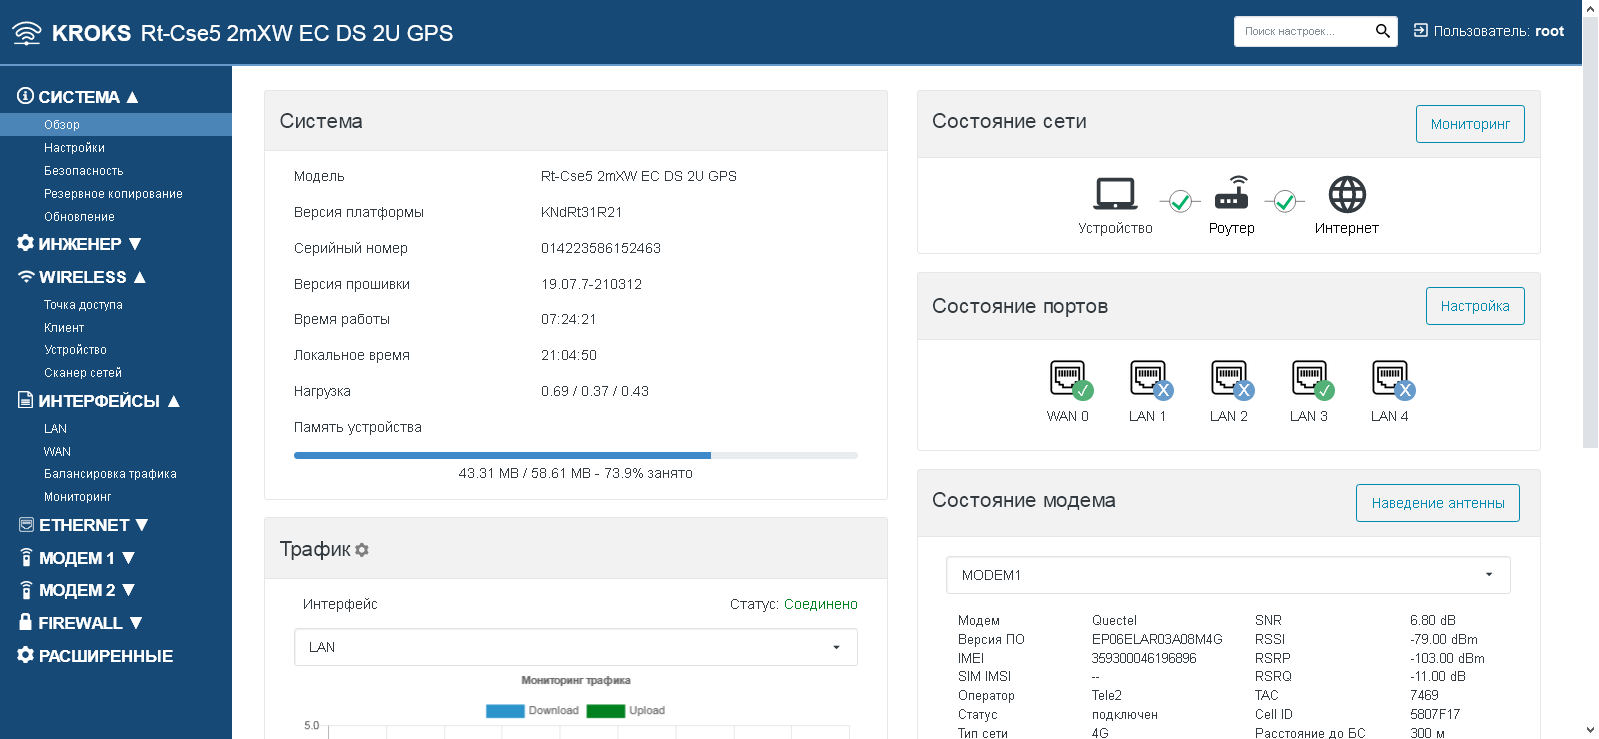 KROKS Rt-Cse5 2mXW EC DS 2U GPS
Поиск настроек...
Пользователь: root
СИСТЕМА ▲
Обзор
Настройки
Безопасность
Резервное копирование
Обновление
ИНЖЕНЕР ▼
WIRELESS ▲
Точка доступа
Клиент
Устройство
Сканер сетей
ИНТЕРФЕЙСЫ ▲
LAN
WAN
Балансировка трафика
Мониторинг
ETHERNET ▼
МОДЕМ 1 ▼
МОДЕМ 2 ▼
FIREWALL ▼
РАСШИРЕННЫЕ
Система
Модель Rt-Cse5 2mXW EC DS 2U GPS
Версия платформы KNdRt31R21
Серийный номер 014223586152463
Версия прошивки 19.07.7-210312
Время работы 07:24:21
Локальное время 21:04:50
Нагрузка 0.69 / 0.37 / 0.43
Память устройства
43.31 MB / 58.61 MB - 73.9% занято
Трафик
Интерфейс Статус: Соединено
LAN
Мониторинг трафика
Download Upload
5.0
Состояние сети
Мониторинг
Устройство Роутер Интернет
Состояние портов
Настройка
WAN 0 LAN 1 LAN 2 LAN 3 LAN 4
Состояние модема
Наведение антенны
MODEM1
Модем Quectel SNR 6.80 dB
Версия ПО EP06ELAR03A08M4G RSSI -79.00 dBm
IMEI 359300046196896 RSRP -103.00 dBm
SIM IMSI -- RSRQ -11.00 dB
Оператор Tele2 TAC 7469
Статус подключен Cell ID 5807F17
Тип сети 4G Расстояние до БС 300 м